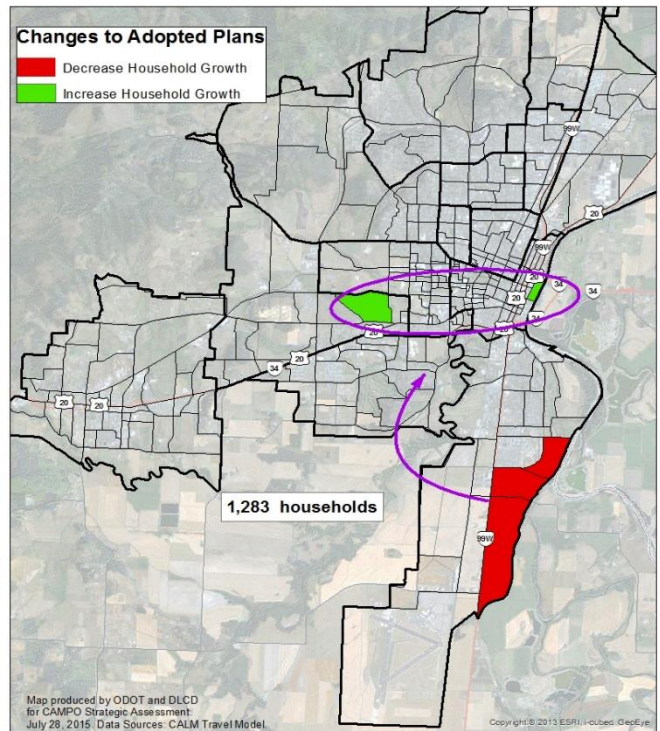 Changes to Adopted Plans
Decrease Household Growth
Increase Household Growth
99W
20
99W
20
34
34
20
34
20
20
20
34
20
20
1,283 households
99W
Map produced by ODOT and DLCD
for CAMPO Strategic Assessment.
July 28, 2015. Data Sources: CALM Travel Model.
Copyright © 2013 ESRI, i-cubed, GeoEye